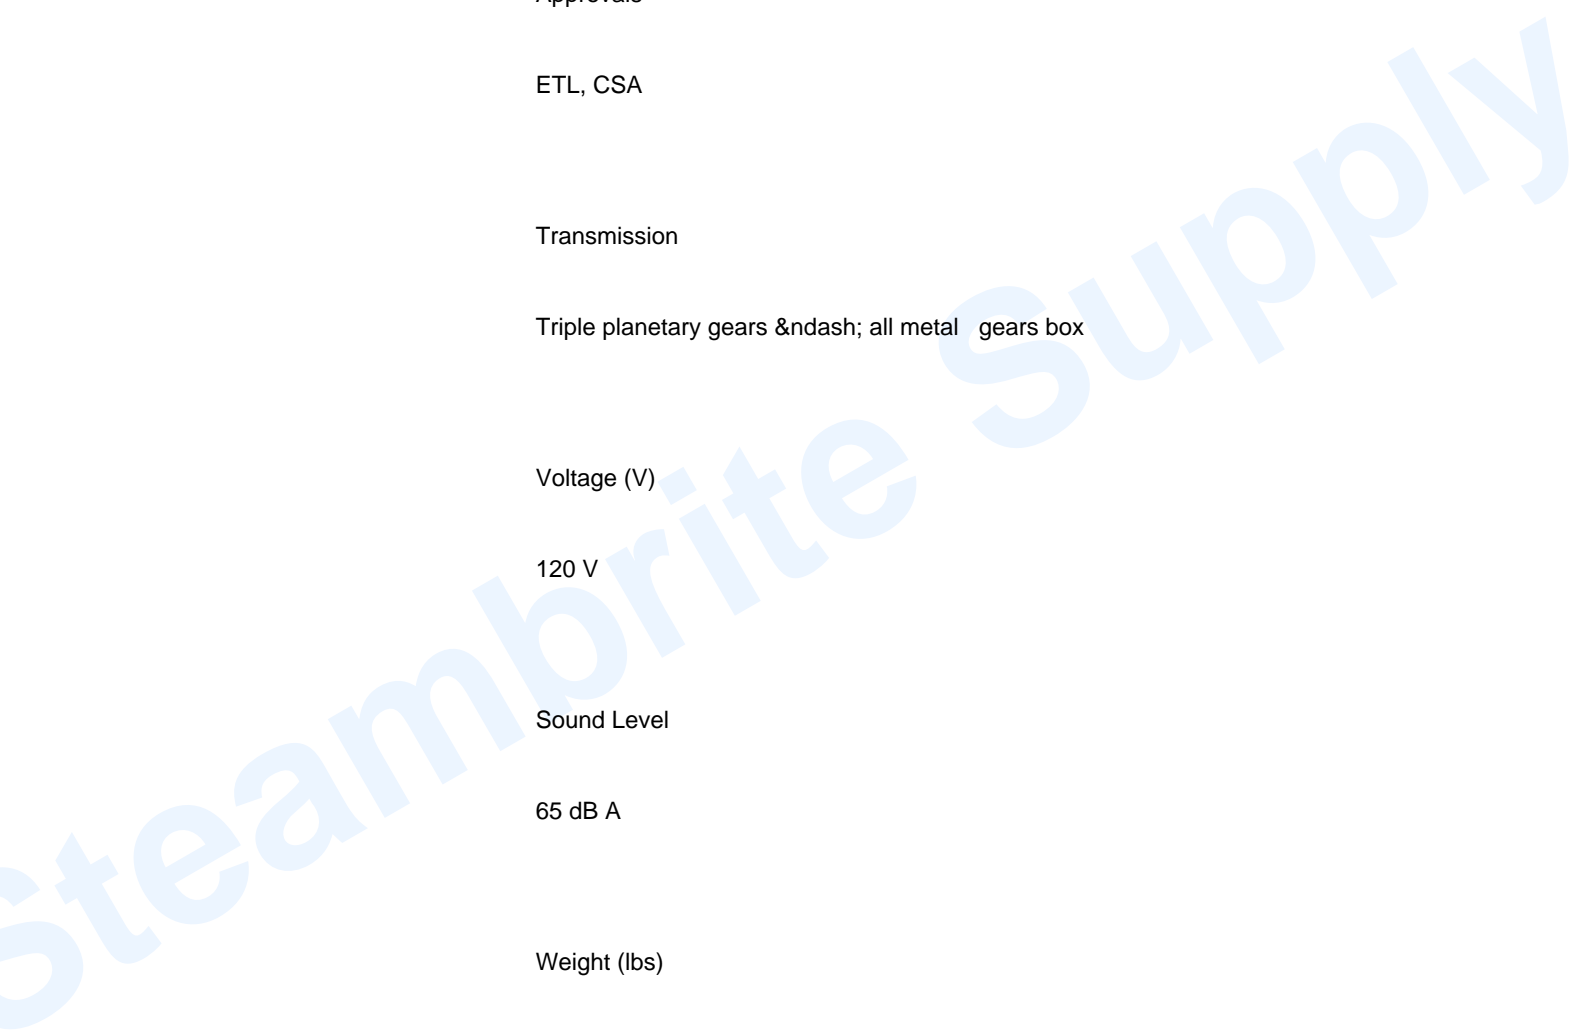 Approvals
ETL, CSA
Transmission
Triple planetary gears &ndash; all metal   gears box
Voltage (V)
120 V
Sound Level
65 dB A
Weight (lbs)
Steambrite Supply